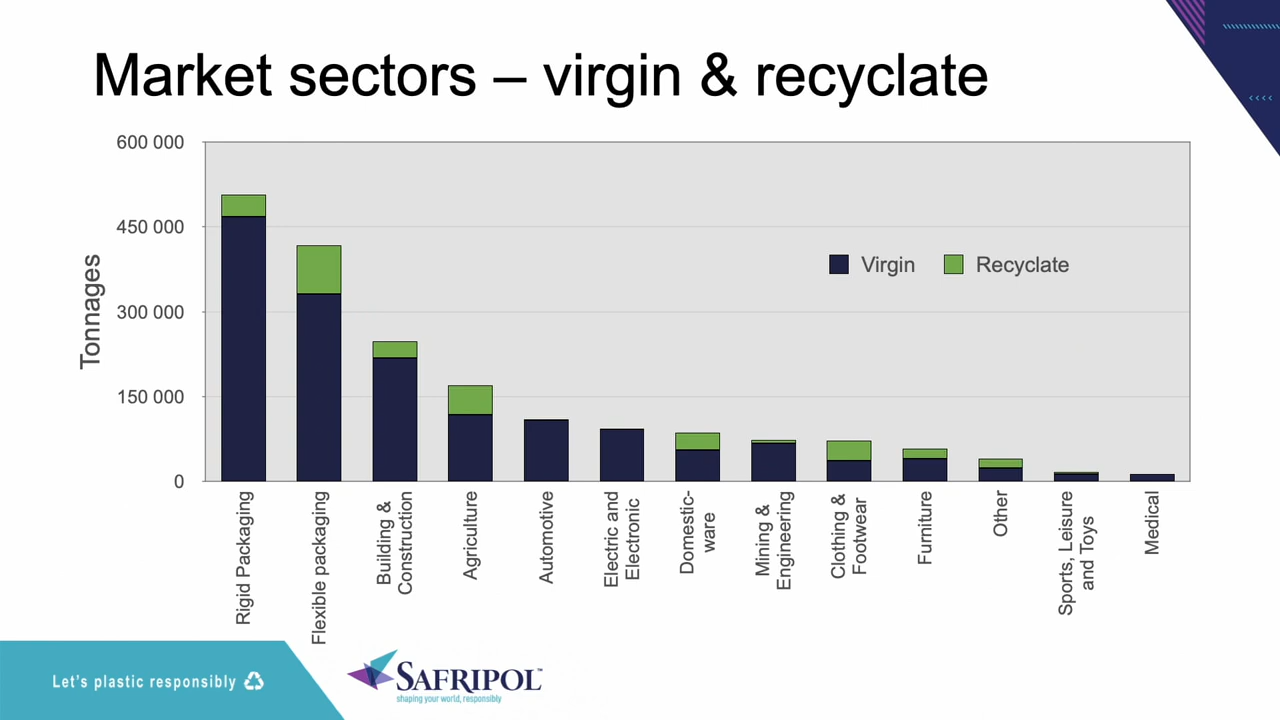 Market sectors – virgin & recyclate
600 000
450 000
300 000
150 000
0
Tonnages
Virgin
Recyclate
Rigid Packaging
Flexible packaging
Building &
Construction
Agriculture
Automotive
Electric and
Electronic
Domestic-
ware
Mining &
Engineering
Clothing &
Footwear
Furniture
Other
Sports, Leisure
and Toys
Medical
Let's plastic responsibly
SAFRIPOL™
shaping your world, responsibly